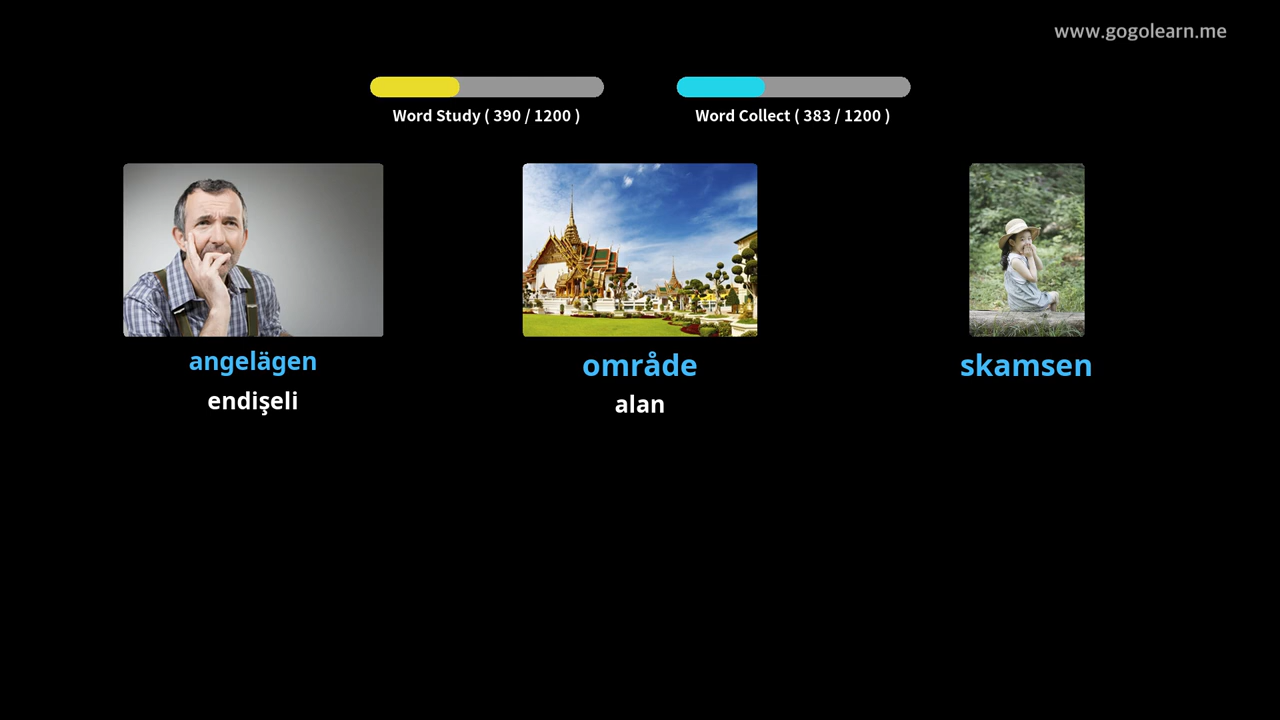 www.gogolearn.me
Word Study ( 390 / 1200 )
Word Collect ( 383 / 1200 )
angelägen
endişeli
område
alan
skamsen